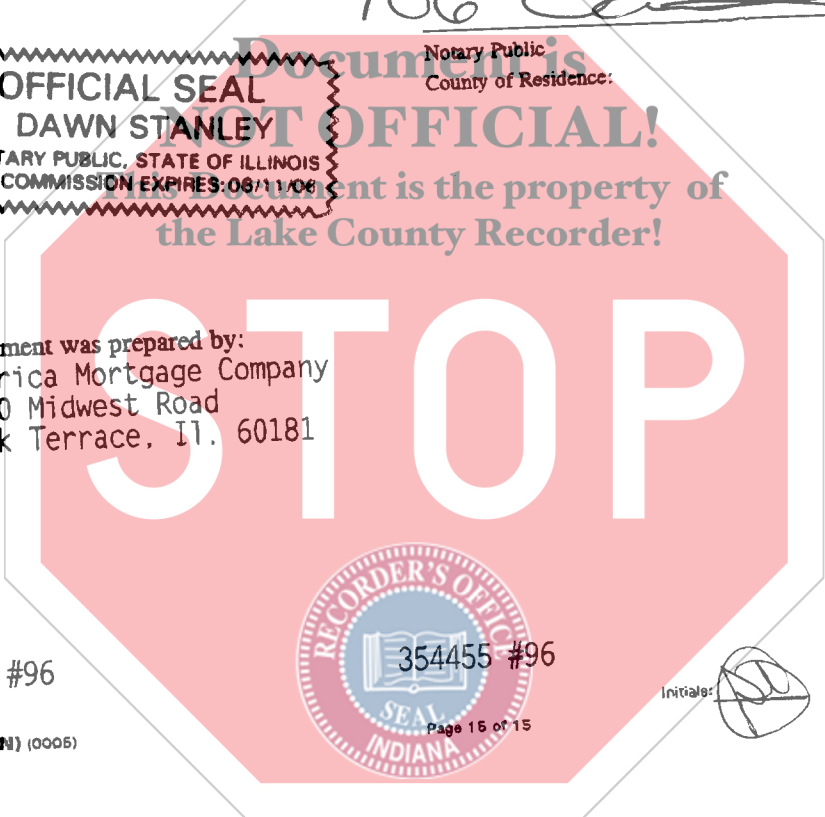 Notary Public
County of Residence:
OFFICIAL SEAL
DAWN STANLEY
TARY PUBLIC, STATE OF ILLINOIS
COMMISSION EXPIRES:
Document is
NOT OFFICIAL!
This Document is the property of
the Lake County Recorder!
STOP
ment was prepared by:
rica Mortgage Company
0 Midwest Road
k Terrace, Il. 60181
RECORDER'S OFFICE
SEAL
INDIANA
#96
354455 #96
Initials:
Page 15 of 15
N) (0005)